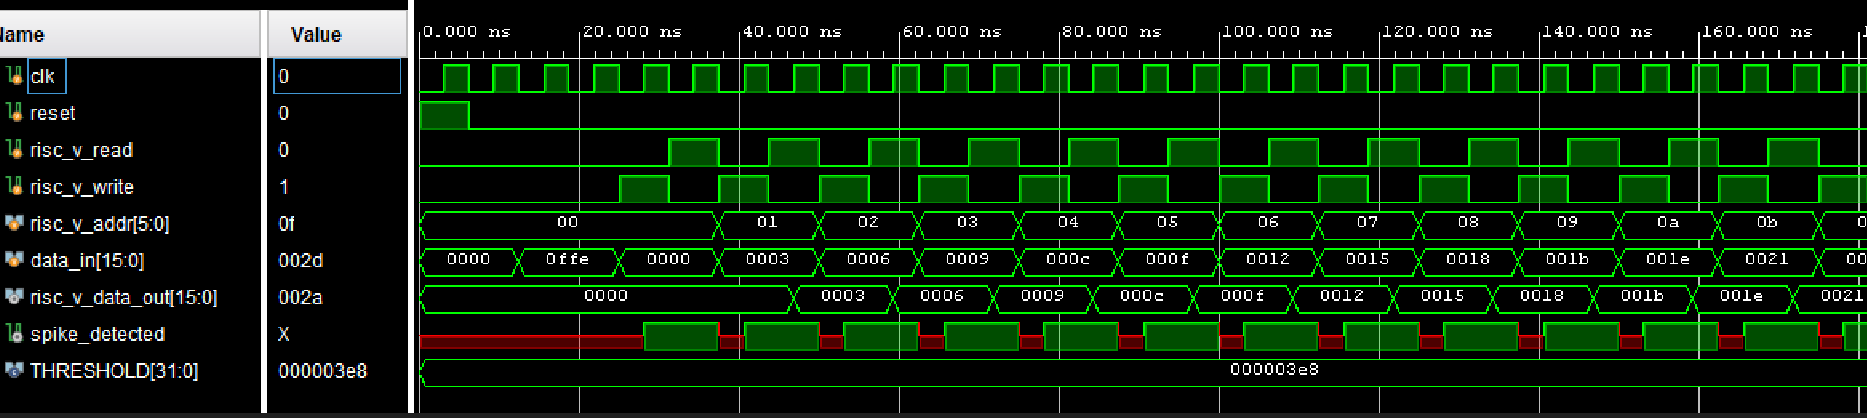 Name Value 0.000 ns 20.000 ns 40.000 ns 60.000 ns 80.000 ns 100.000 ns 120.000 ns 140.000 ns 160.000 ns
clk 0
reset 0
risc_v_read 0
risc_v_write 1
risc_v_addr[5:0] 0f 00 01 02 03 04 05 06 07 08 09 0a 0b
data_in[15:0] 002d 0000 0ffe 0000 0003 0006 0009 000c 000f 0012 0015 0018 001b 001e 0021 00
risc_v_data_out[15:0] 002a 0000 0003 0006 0009 000c 000f 0012 0015 0018 001b 001e 0021
spike_detected X
THRESHOLD[31:0] 000003e8 000003e8